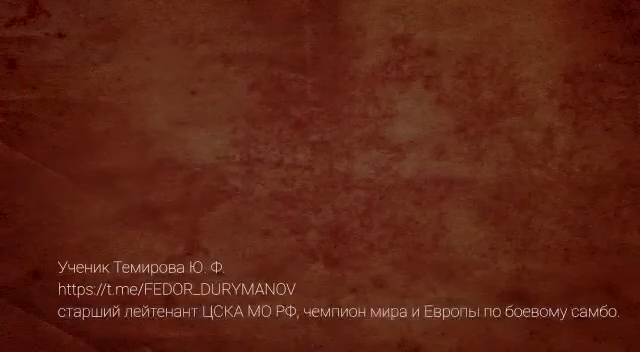 Ученик Темирова Ю. Ф.
https://t.me/FEDOR_DURYMANOV
старший лейтенант ЦСКА МО РФ, чемпион мира и Европы по боевому самбо.